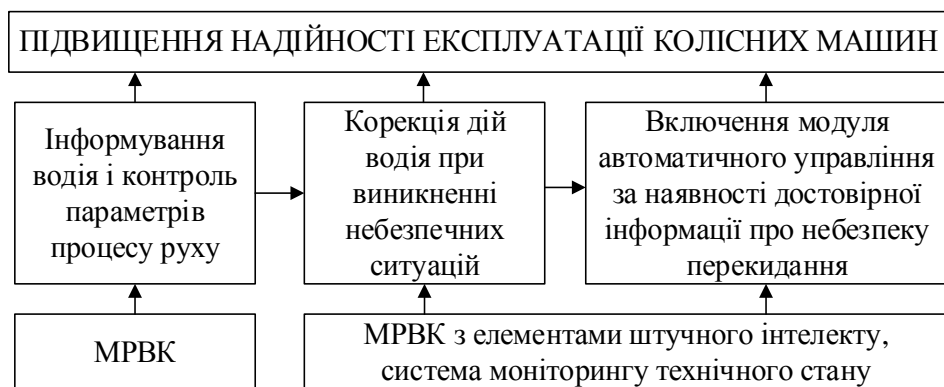 ПІДВИЩЕННЯ НАДІЙНОСТІ ЕКСПЛУАТАЦІЇ КОЛІСНИХ МАШИН
Інформування
водія і контроль
параметрів
процесу руху
Корекція дій
водія при
виникненні
небезпечних
ситуацій
Включення модуля
автоматичного управління
за наявності достовірної
інформації про небезпеку
перекидання
МРВК
МРВК з елементами штучного інтелекту,
система моніторингу технічного стану